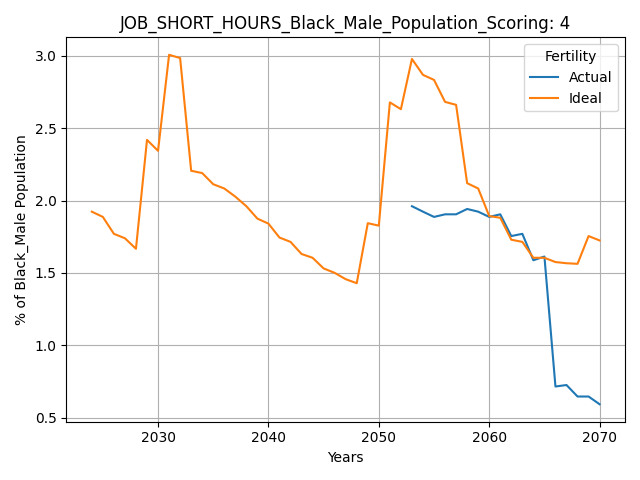 JOB_SHORT_HOURS_Black_Male_Population_Scoring: 4
Fertility
Actual
Ideal
% of Black_Male Population
3.0
2.5
2.0
1.5
1.0
0.5
2030 2040 2050 2060 2070
Years